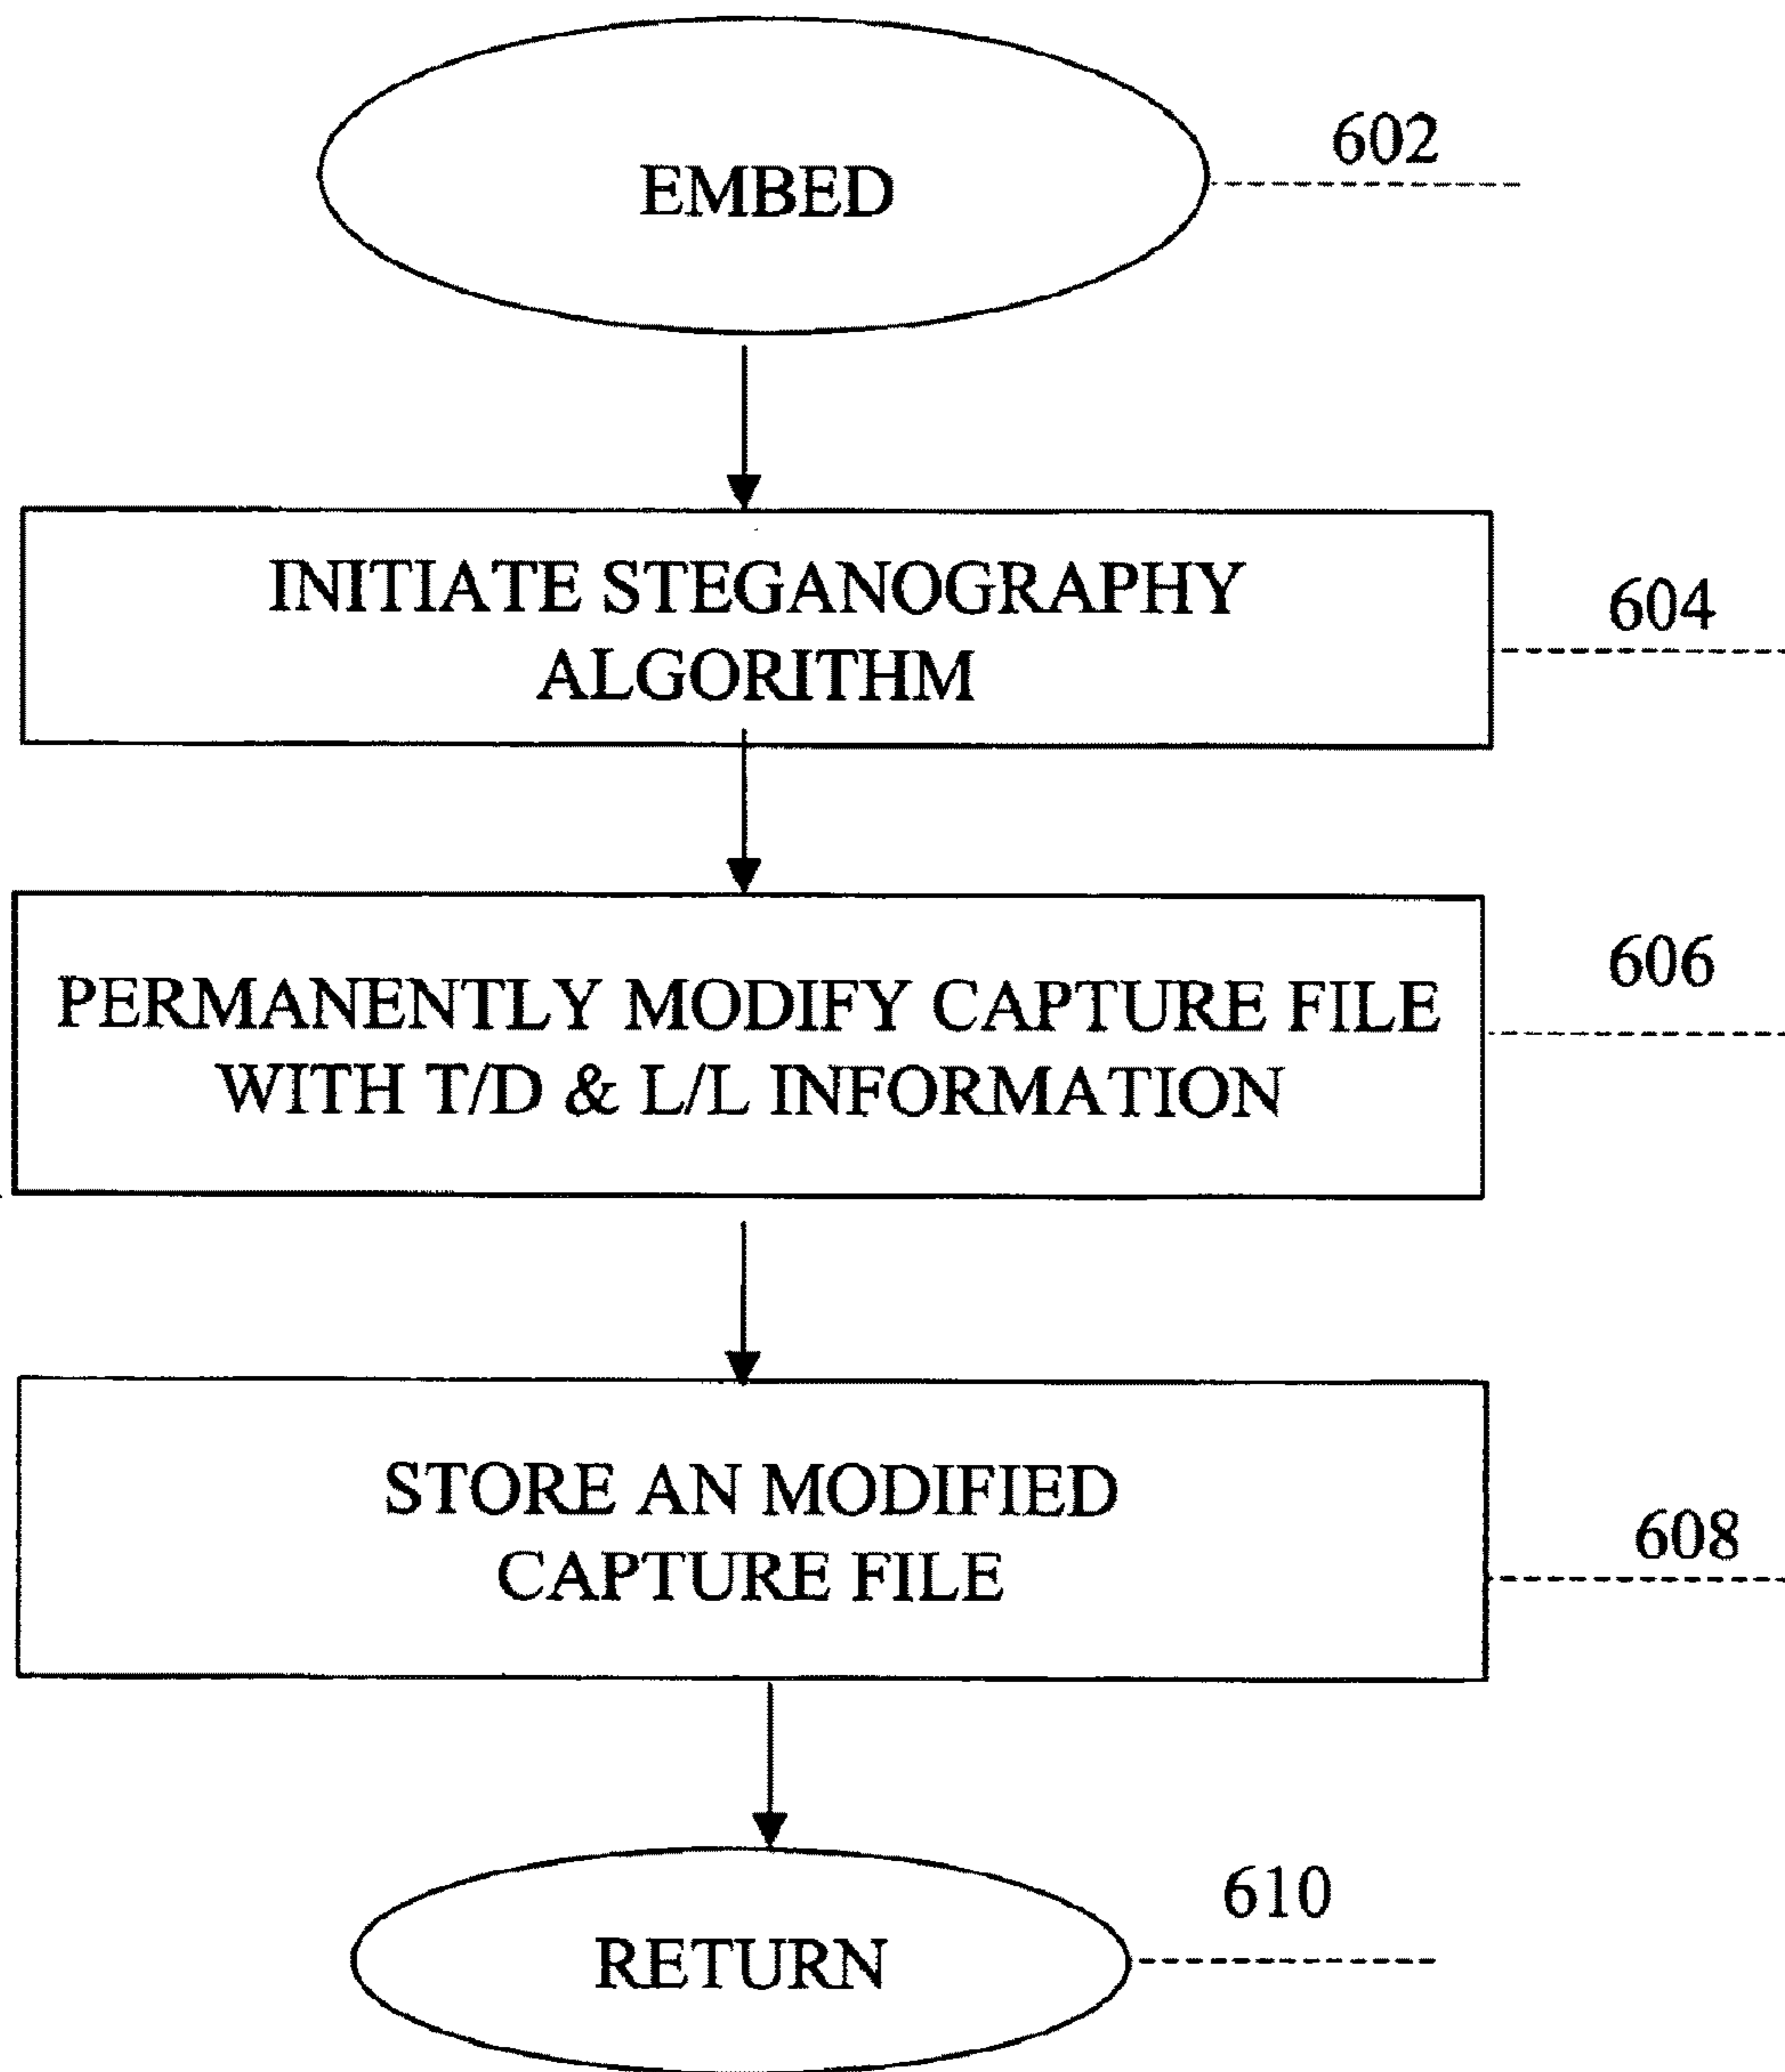 EMBED
602
INITIATE STEGANOGRAPHY
ALGORITHM
604
PERMANENTLY MODIFY CAPTURE FILE
WITH T/D & L/L INFORMATION
606
STORE AN MODIFIED
CAPTURE FILE
608
RETURN
610